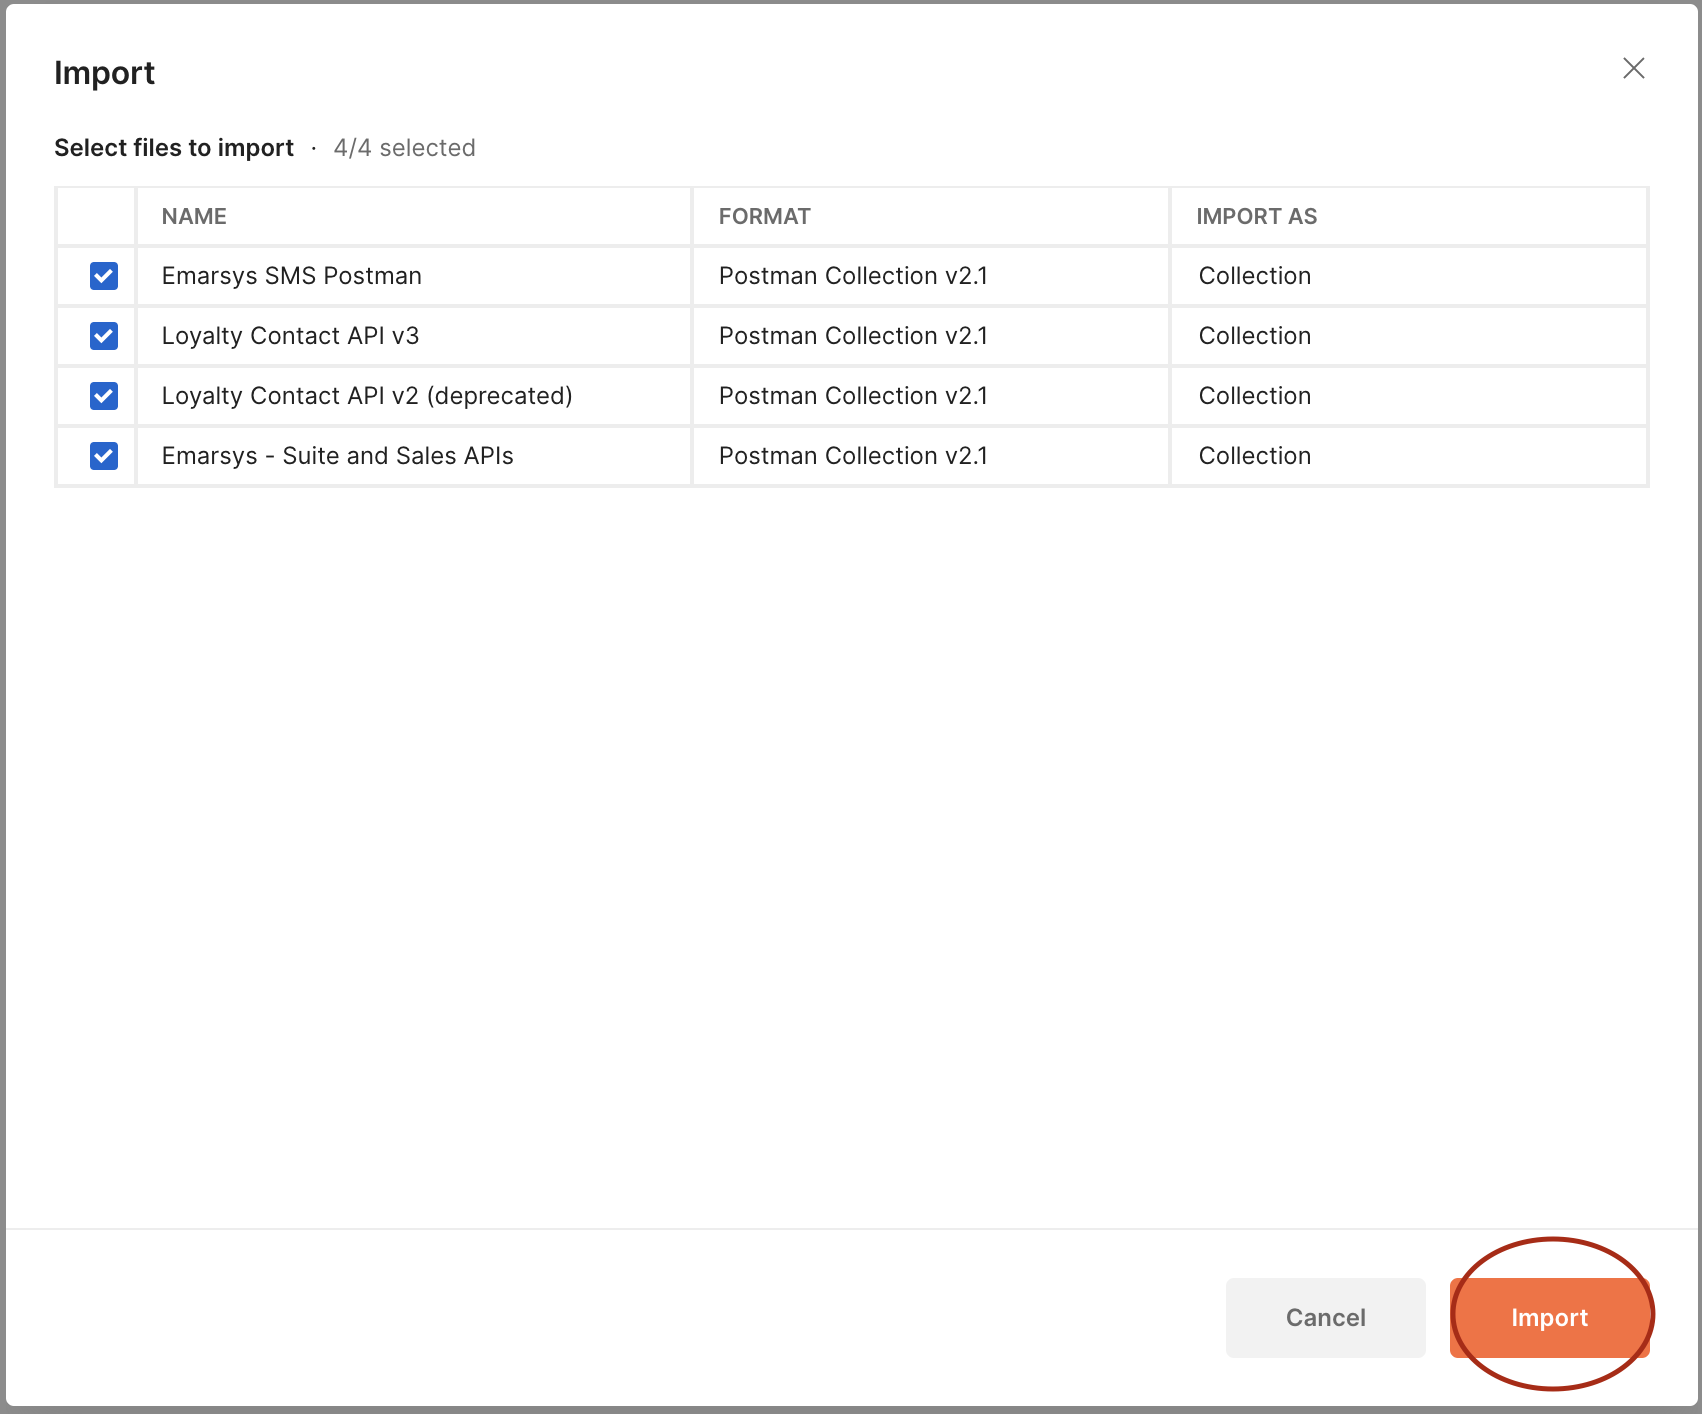 Import
Select files to import · 4/4 selected
NAME FORMAT IMPORT AS
Emarsys SMS Postman Postman Collection v2.1 Collection
Loyalty Contact API v3 Postman Collection v2.1 Collection
Loyalty Contact API v2 (deprecated) Postman Collection v2.1 Collection
Emarsys - Suite and Sales APIs Postman Collection v2.1 Collection
Cancel Import